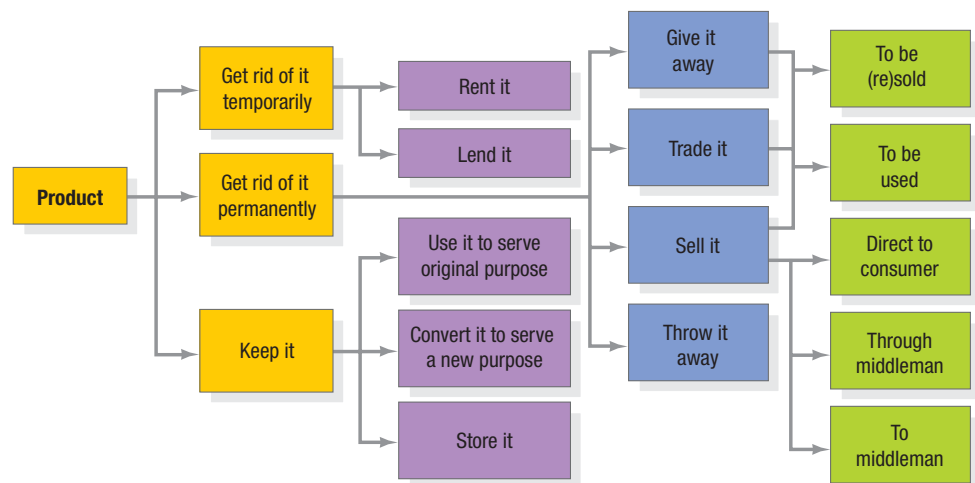 Product
Get rid of it
temporarily
Get rid of it
permanently
Keep it
Rent it
Lend it
Use it to serve
original purpose
Convert it to serve
a new purpose
Store it
Give it
away
Trade it
Sell it
Throw it
away
To be
(re)sold
To be
used
Direct to
consumer
Through
middleman
To
middleman